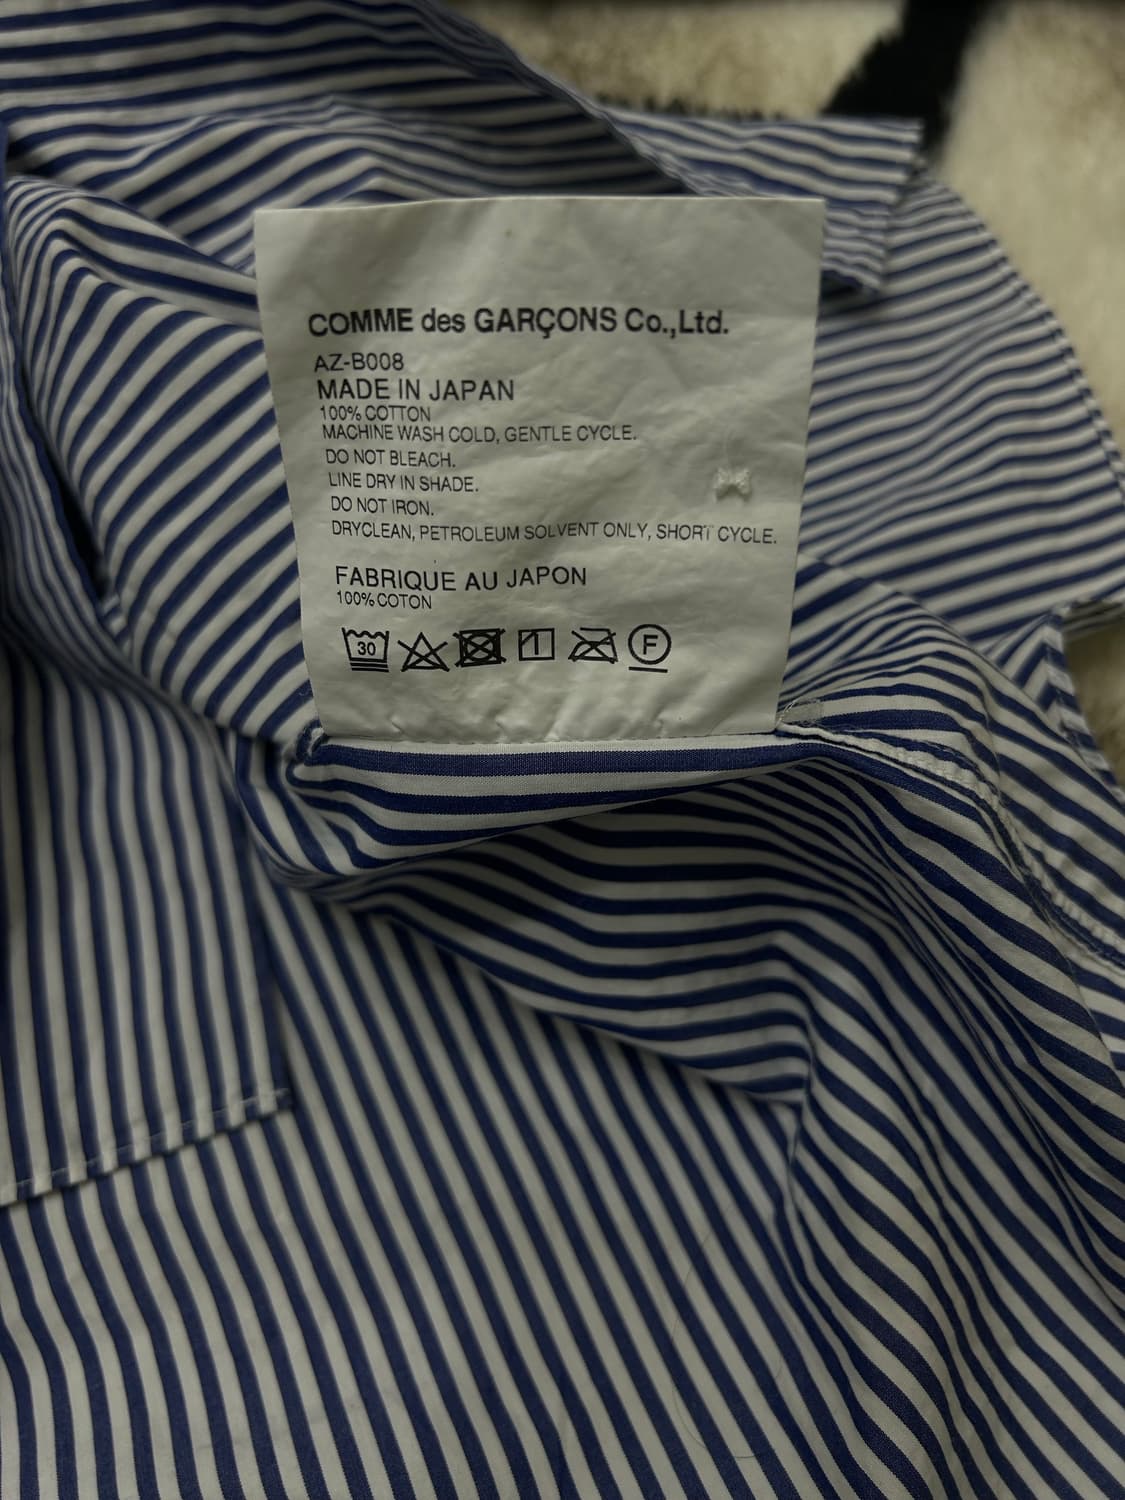 COMME des GARÇONS Co.,Ltd.
AZ-B008
MADE IN JAPAN
100% COTTON
MACHINE WASH COLD, GENTLE CYCLE.
DO NOT BLEACH.
LINE DRY IN SHADE.
DO NOT IRON.
DRYCLEAN, PETROLEUM SOLVENT ONLY, SHORT CYCLE.
FABRIQUE AU JAPON
100% COTON
30 F